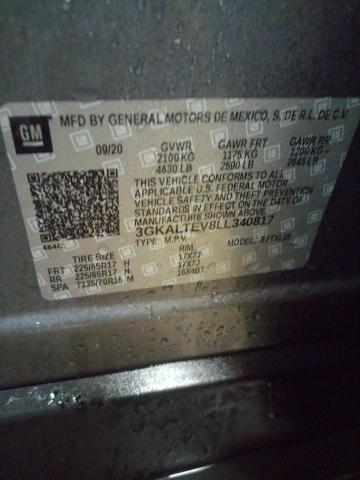 GM
MFD BY GENERAL MOTORS DE MEXICO, S. DE R.L. DE C.V.
09/20 GVWR GAWR FRT GAWR RR
2100 KG 1175 KG 1200 KG
4630 LB 2590 LB 2645 LB
THIS VEHICLE CONFORMS TO ALL
APPLICABLE U.S. FEDERAL MOTOR
VEHICLE SAFETY AND THEFT PREVENTION
STANDARDS IN EFFECT ON THE DATE OF
MANUFACTURE SHOWN ABOVE.
3GKALTEV8LL340817
TYPE: M.P.V. MODEL:
464C
TIRE SIZE RIM
FRT 225/65R17 H 17X7J
RR 225/65R17 H 17X7J
SPA T135/70R16 M 16X4BT